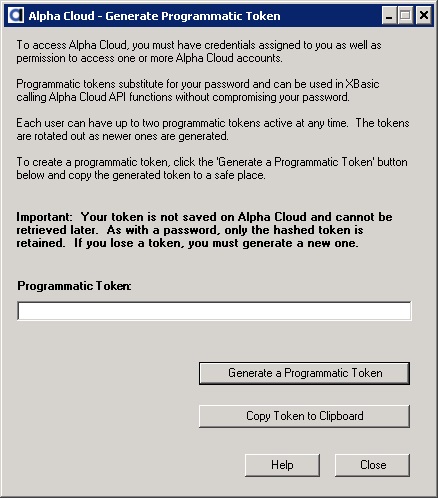 Alpha Cloud - Generate Programmatic Token
To access Alpha Cloud, you must have credentials assigned to you as well as
permission to access one or more Alpha Cloud accounts.
Programmatic tokens substitute for your password and can be used in XBasic
calling Alpha Cloud API functions without compromising your password.
Each user can have up to two programmatic tokens active at any time.  The tokens
are rotated out as newer ones are generated.
To create a programmatic token, click the 'Generate a Programmatic Token' button
below and copy the generated token to a safe place.
Important:  Your token is not saved on Alpha Cloud and cannot be
retrieved later.  As with a password, only the hashed token is
retained.  If you lose a token, you must generate a new one.
Programmatic Token:
Generate a Programmatic Token
Copy Token to Clipboard
Help
Close